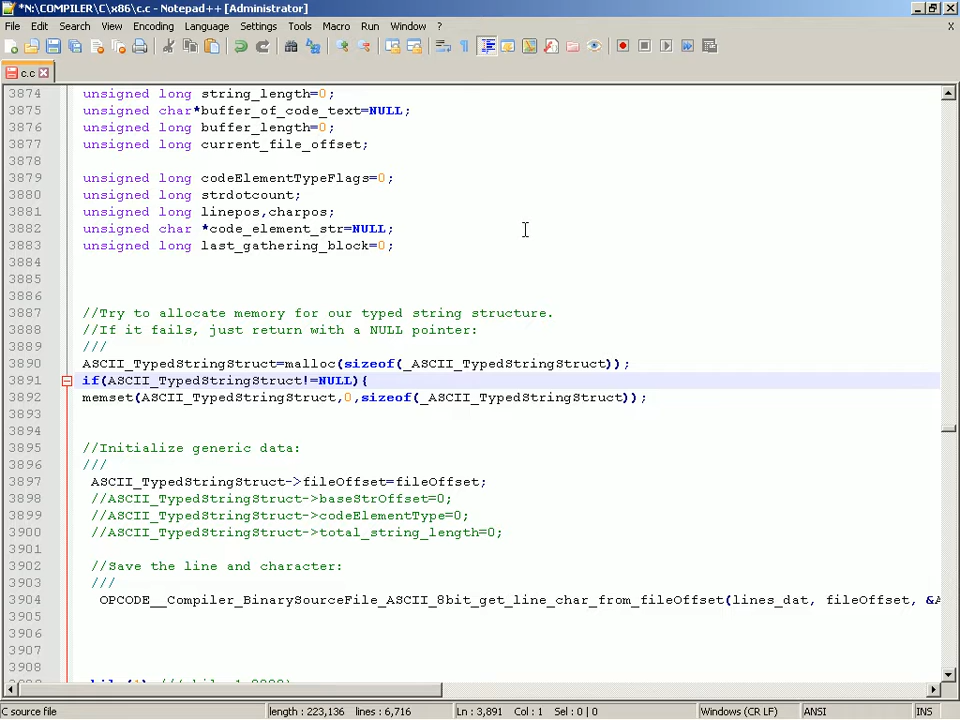 *N:\COMPILER\C\x86\c.c - Notepad++ [Administrator]
File Edit Search View Encoding Language Settings Tools Macro Run Window ? X
c.c
3874 unsigned long string_length=0;
3875 unsigned char*buffer_of_code_text=NULL;
3876 unsigned long buffer_length=0;
3877 unsigned long current_file_offset;
3878
3879 unsigned long codeElementTypeFlags=0;
3880 unsigned long strdotcount;
3881 unsigned long linepos,charpos;
3882 unsigned char *code_element_str=NULL;
3883 unsigned long last_gathering_block=0;
3884
3885
3886
3887 //Try to allocate memory for our typed string structure.
3888 //If it fails, just return with a NULL pointer:
3889 ///
3890 ASCII_TypedStringStruct=malloc(sizeof(_ASCII_TypedStringStruct));
3891 if(ASCII_TypedStringStruct!=NULL){
3892 memset(ASCII_TypedStringStruct,0,sizeof(_ASCII_TypedStringStruct));
3893
3894
3895 //Initialize generic data:
3896 ///
3897 ASCII_TypedStringStruct->fileOffset=fileOffset;
3898 //ASCII_TypedStringStruct->baseStrOffset=0;
3899 //ASCII_TypedStringStruct->codeElementType=0;
3900 //ASCII_TypedStringStruct->total_string_length=0;
3901
3902 //Save the line and character:
3903 ///
3904 OPCODE__Compiler_BinarySourceFile_ASCII_8bit_get_line_char_from_fileOffset(lines_dat, fileOffset, &A
3905
3906
3907
3908
C source file length : 223,136 lines : 6,716 Ln : 3,891 Col : 1 Sel : 0 | 0 Windows (CR LF) ANSI INS